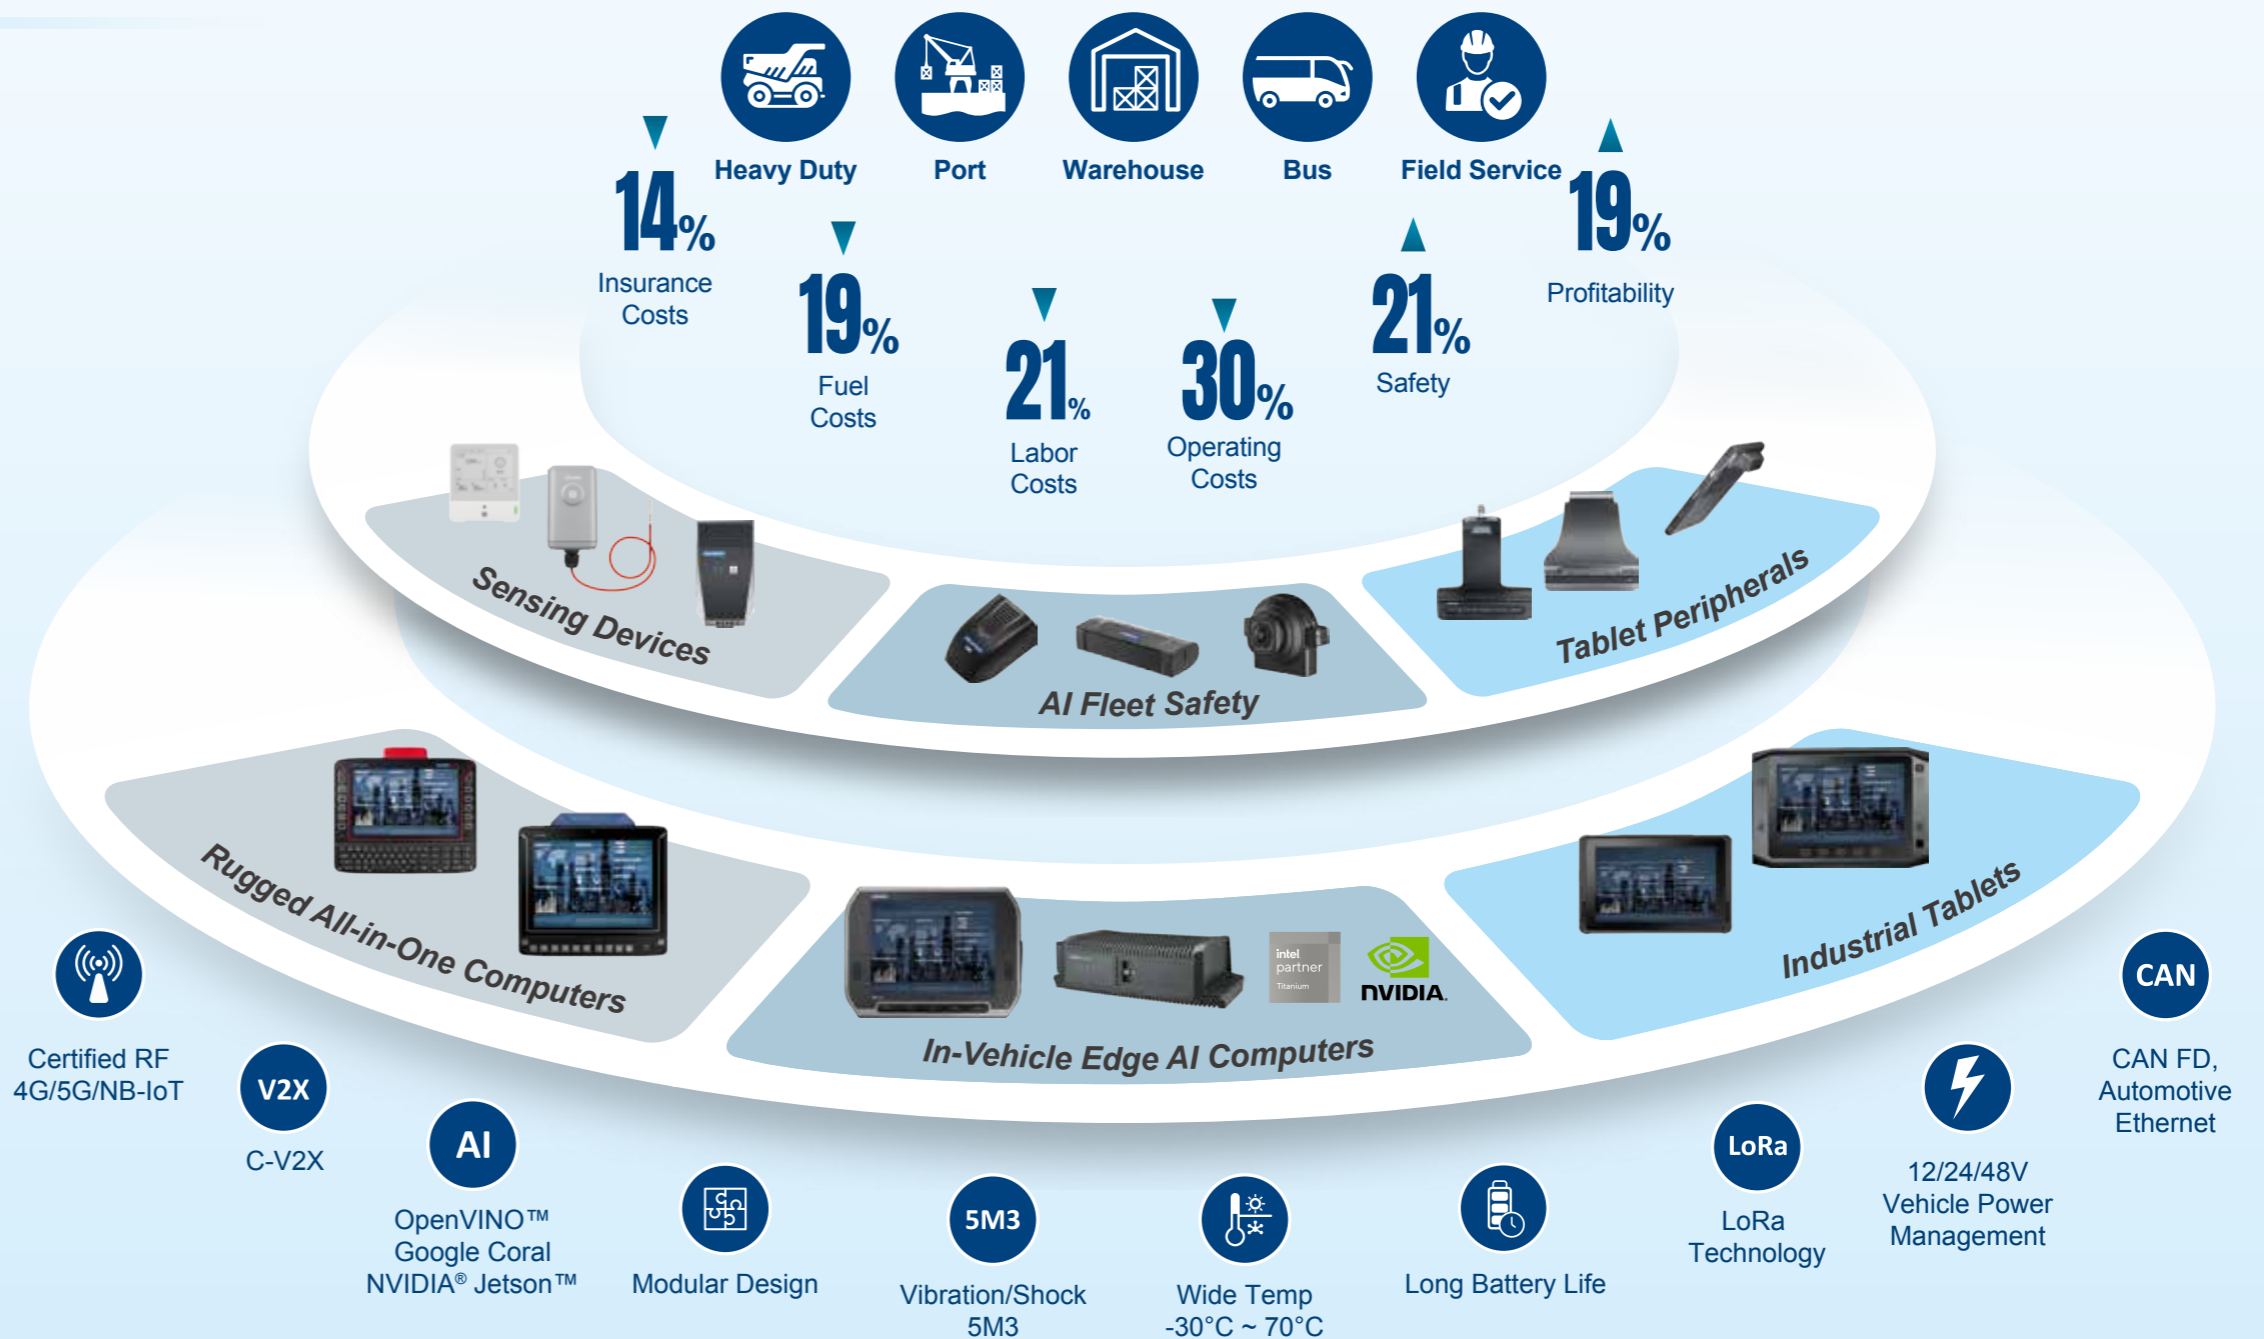 Heavy Duty
Port
Warehouse
Bus
Field Service
14%
Insurance
Costs
19%
Fuel
Costs
21%
Labor
Costs
30%
Operating
Costs
21%
Safety
19%
Profitability
Sensing Devices
AI Fleet Safety
Tablet Peripherals
Rugged All-in-One Computers
In-Vehicle Edge AI Computers
intel
partner
Titanium
NVIDIA.
Industrial Tablets
Certified RF
4G/5G/NB-IoT
V2X
C-V2X
AI
OpenVINO™
Google Coral
NVIDIA® Jetson™
Modular Design
5M3
Vibration/Shock
5M3
Wide Temp
-30°C ~ 70°C
Long Battery Life
LoRa
LoRa
Technology
12/24/48V
Vehicle Power
Management
CAN
CAN FD,
Automotive
Ethernet